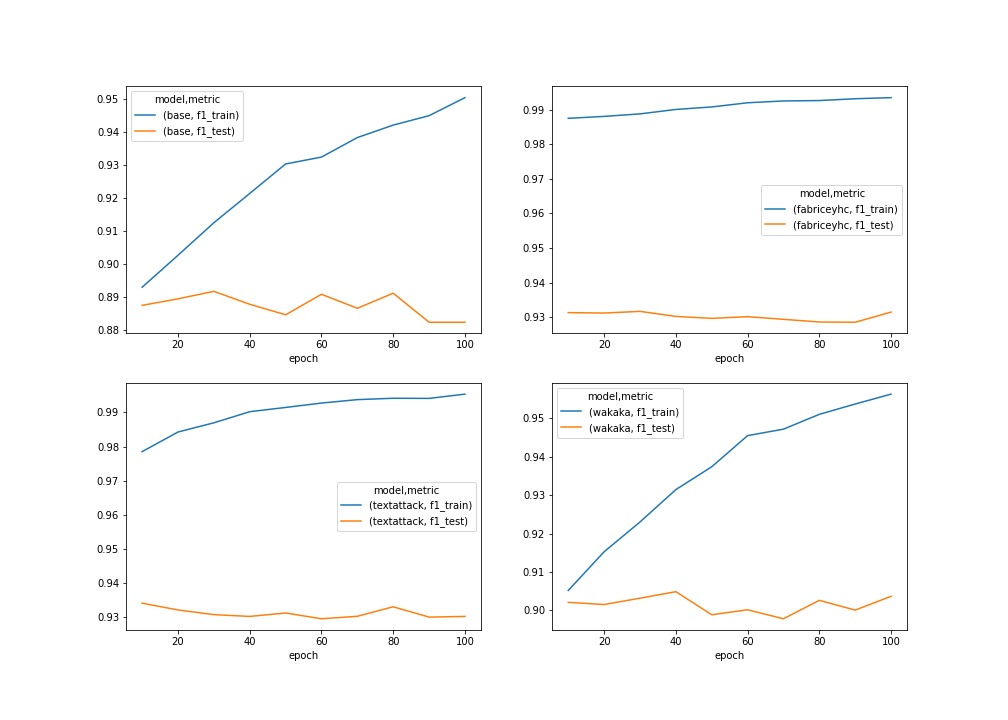 model,metric
(base, f1_train)
(base, f1_test)
0.95
0.94
0.93
0.92
0.91
0.90
0.89
0.88
20 40 60 80 100
epoch
model,metric
(fabriceyhc, f1_train)
(fabriceyhc, f1_test)
0.99
0.98
0.97
0.96
0.95
0.94
0.93
20 40 60 80 100
epoch
model,metric
(textattack, f1_train)
(textattack, f1_test)
0.99
0.98
0.97
0.96
0.95
0.94
0.93
20 40 60 80 100
epoch
model,metric
(wakaka, f1_train)
(wakaka, f1_test)
0.95
0.94
0.93
0.92
0.91
0.90
20 40 60 80 100
epoch